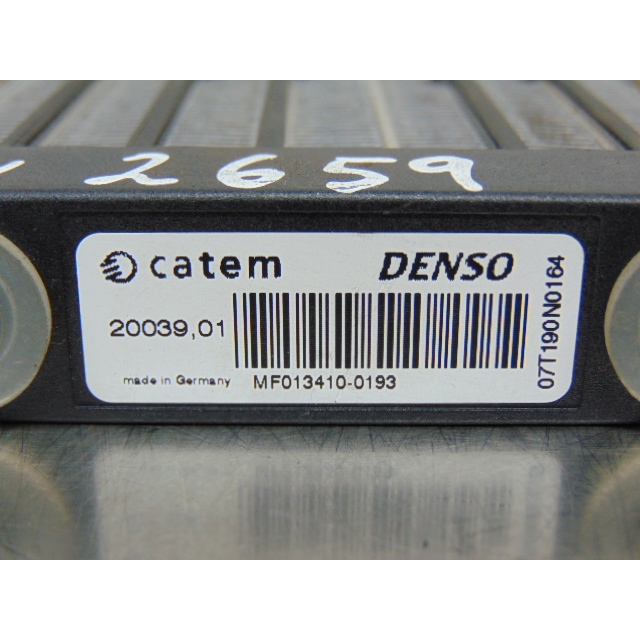 2659
catem DENSO
20039,01
made in Germany MF013410-0193
07T190N0164